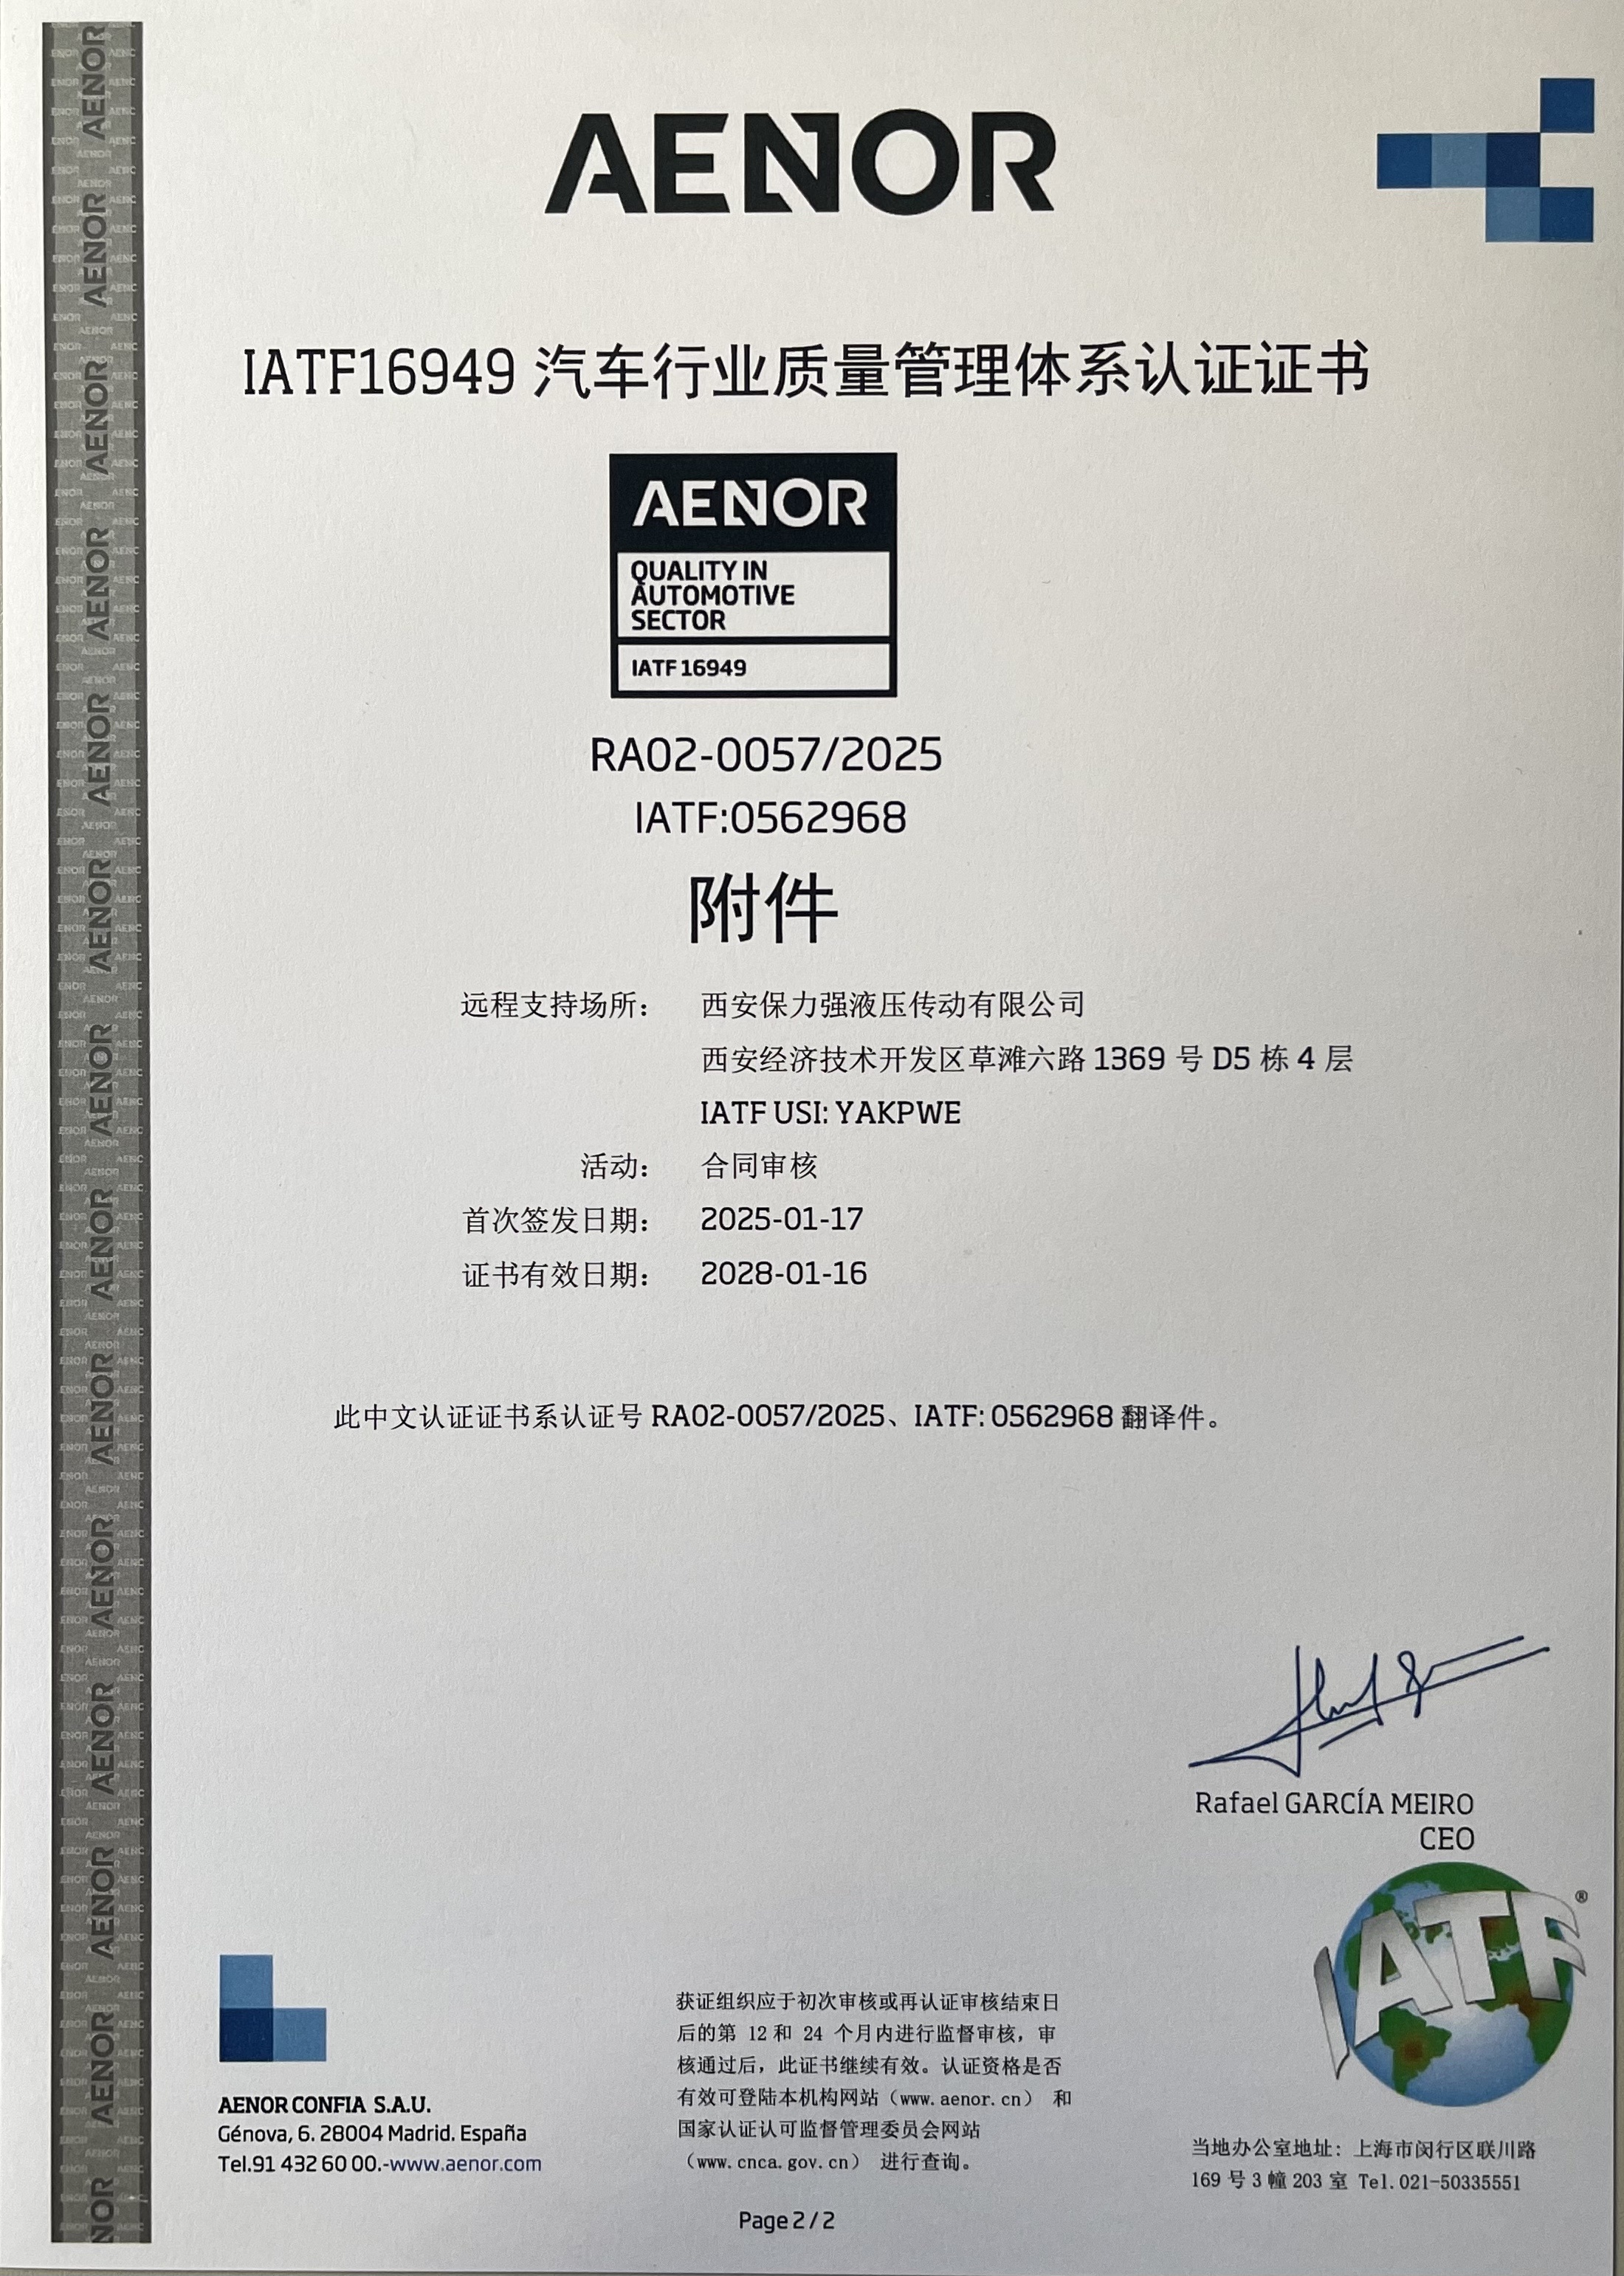 AENOR
IATF16949 汽车行业质量管理体系认证证书
AENOR
QUALITY IN
AUTOMOTIVE
SECTOR
IATF 16949
RA02-0057/2025
IATF:0562968
附件
远程支持场所： 西安保力强液压传动有限公司
西安经济技术开发区草滩六路 1369 号 D5 栋 4 层
IATF USI: YAKPWE
活动： 合同审核
首次签发日期： 2025-01-17
证书有效日期： 2028-01-16
此中文认证证书系认证号 RA02-0057/2025、IATF: 0562968 翻译件。
Rafael GARCÍA MEIRO
CEO
IATF®
AENOR CONFIA S.A.U.
Génova, 6. 28004 Madrid. España
Tel.91 432 60 00.-www.aenor.com
获证组织应于初次审核或再认证审核结束日
后的第 12 和 24 个月内进行监督审核，审
核通过后，此证书继续有效。认证资格是否
有效可登陆本机构网站（www.aenor.cn） 和
国家认证认可监督管理委员会网站
（www.cnca.gov.cn） 进行查询。
当地办公室地址：上海市闵行区联川路
169 号 3 幢 203 室 Tel.021-50335551
Page 2 / 2